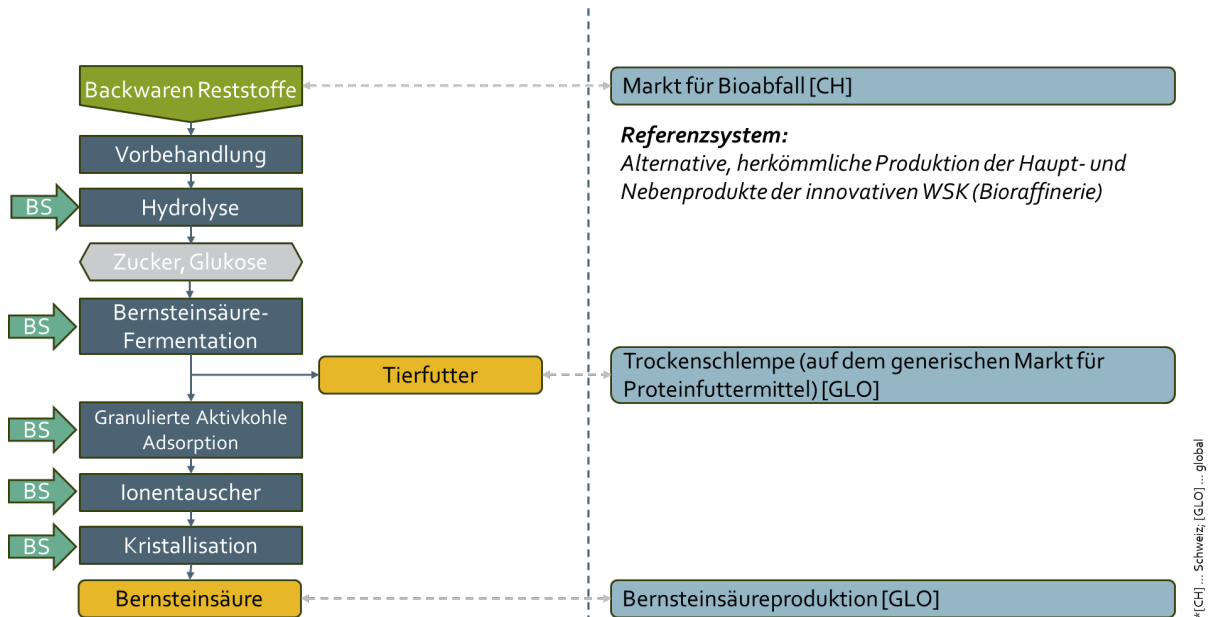 Backwaren Reststoffe
Markt für Bioabfall [CH]
Referenzsystem:
Alternative, herkömmliche Produktion der Haupt- und
Nebenprodukte der innovativen WSK (Bioraffinerie)
Vorbehandlung
BS
Hydrolyse
Zucker, Glukose
BS
Bernsteinsäure-
Fermentation
Tierfutter
Trockenschlempe (auf dem generischen Markt für
Proteinfuttermittel) [GLO]
BS
Granulierte Aktivkohle
Adsorption
BS
Ionentauscher
BS
Kristallisation
Bernsteinsäure
Bernsteinsäureproduktion [GLO]
*[CH] ... Schweiz; [GLO] ... global